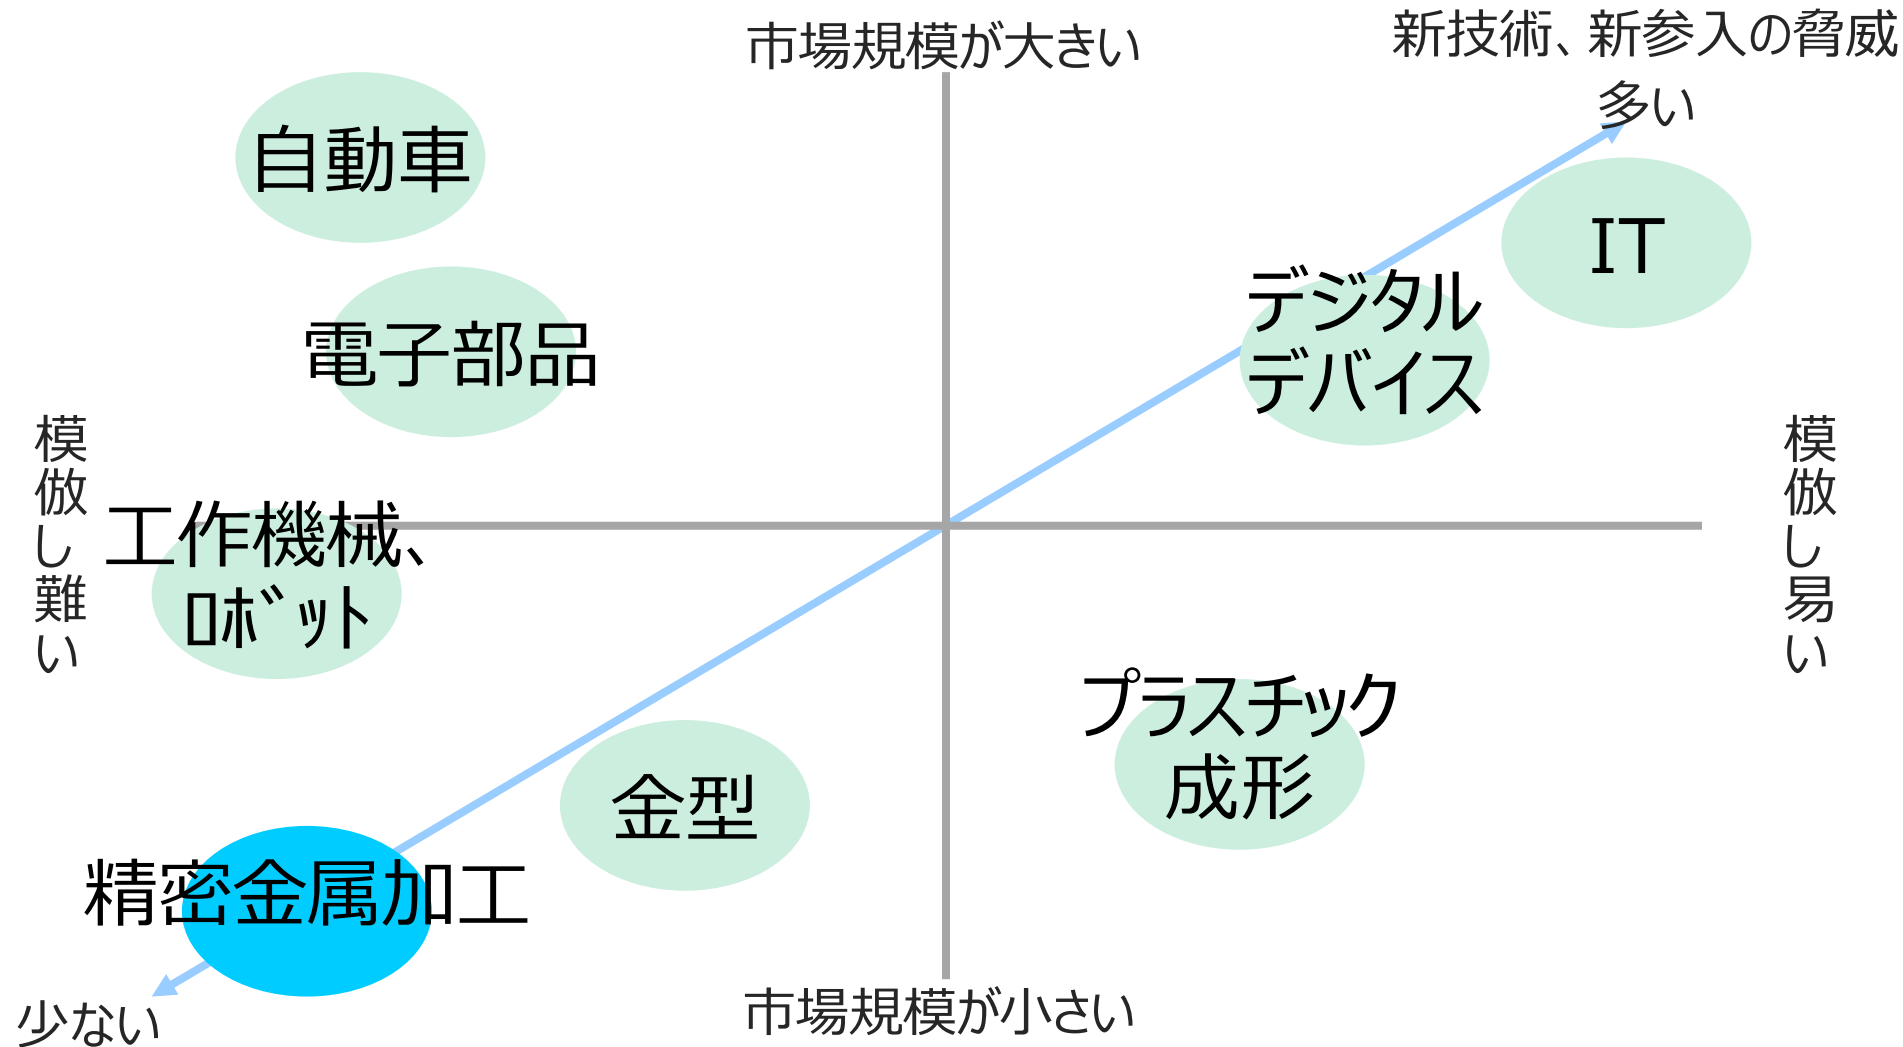 市場規模が大きい
新技術、新参入の脅威
多い
自動車
IT
デジタル
デバイス
電子部品
模倣し難い
模倣し易い
工作機械、
ﾛﾎﾞｯﾄ
プラスチック
成形
金型
精密金属加工
少ない
市場規模が小さい